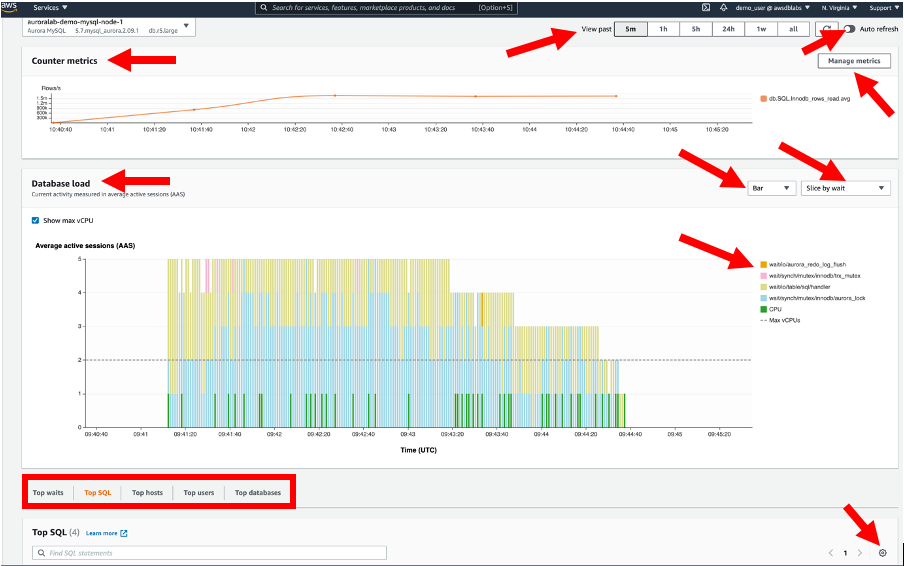 aws
Services
Search for services, features, marketplace products, and docs [Option+S]
demo_user @ awsdblabs
N. Virginia
Support
auroralab-demo-mysql-node-1
Aurora MySQL 5.7.mysql_aurora.2.09.1 db.r5.large
View past 5m 1h 5h 24h 1w all
Auto refresh
Counter metrics
Manage metrics
Rows/s
1.5m
1.2m
900k
600k
300k
10:40:40 10:41 10:41:20 10:41:40 10:42 10:42:20 10:42:40 10:43 10:43:20 10:43:40 10:44 10:44:20 10:44:40 10:45 10:45:20
db.SQL.Innodb_rows_read.avg
Database load
Current activity measured in average active sessions (AAS)
Bar
Slice by wait
Show max vCPU
Average active sessions (AAS)
5
4
3
2
1
0
09:40:40 09:41 09:41:20 09:41:40 09:42 09:42:20 09:42:40 09:43 09:43:20 09:43:40 09:44 09:44:20 09:44:40 09:45 09:45:20
Time (UTC)
wait/io/aurora_redo_log_flush
wait/synch/mutex/innodb/trx_mutex
wait/io/table/sql/handler
wait/synch/mutex/innodb/aurora_lock
CPU
Max vCPUs
Top waits Top SQL Top hosts Top users Top databases
Top SQL (4) Learn more
Find SQL statements
1